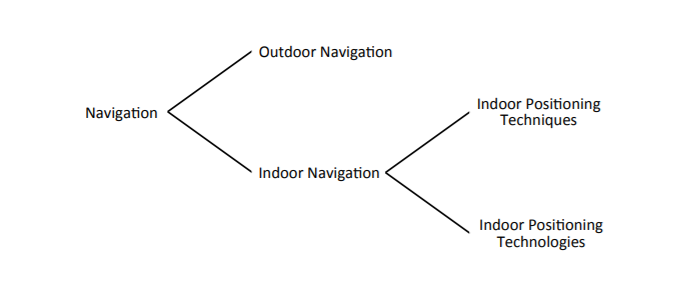 Outdoor Navigation
Navigation
Indoor Positioning
Techniques
Indoor Navigation
Indoor Positioning
Technologies